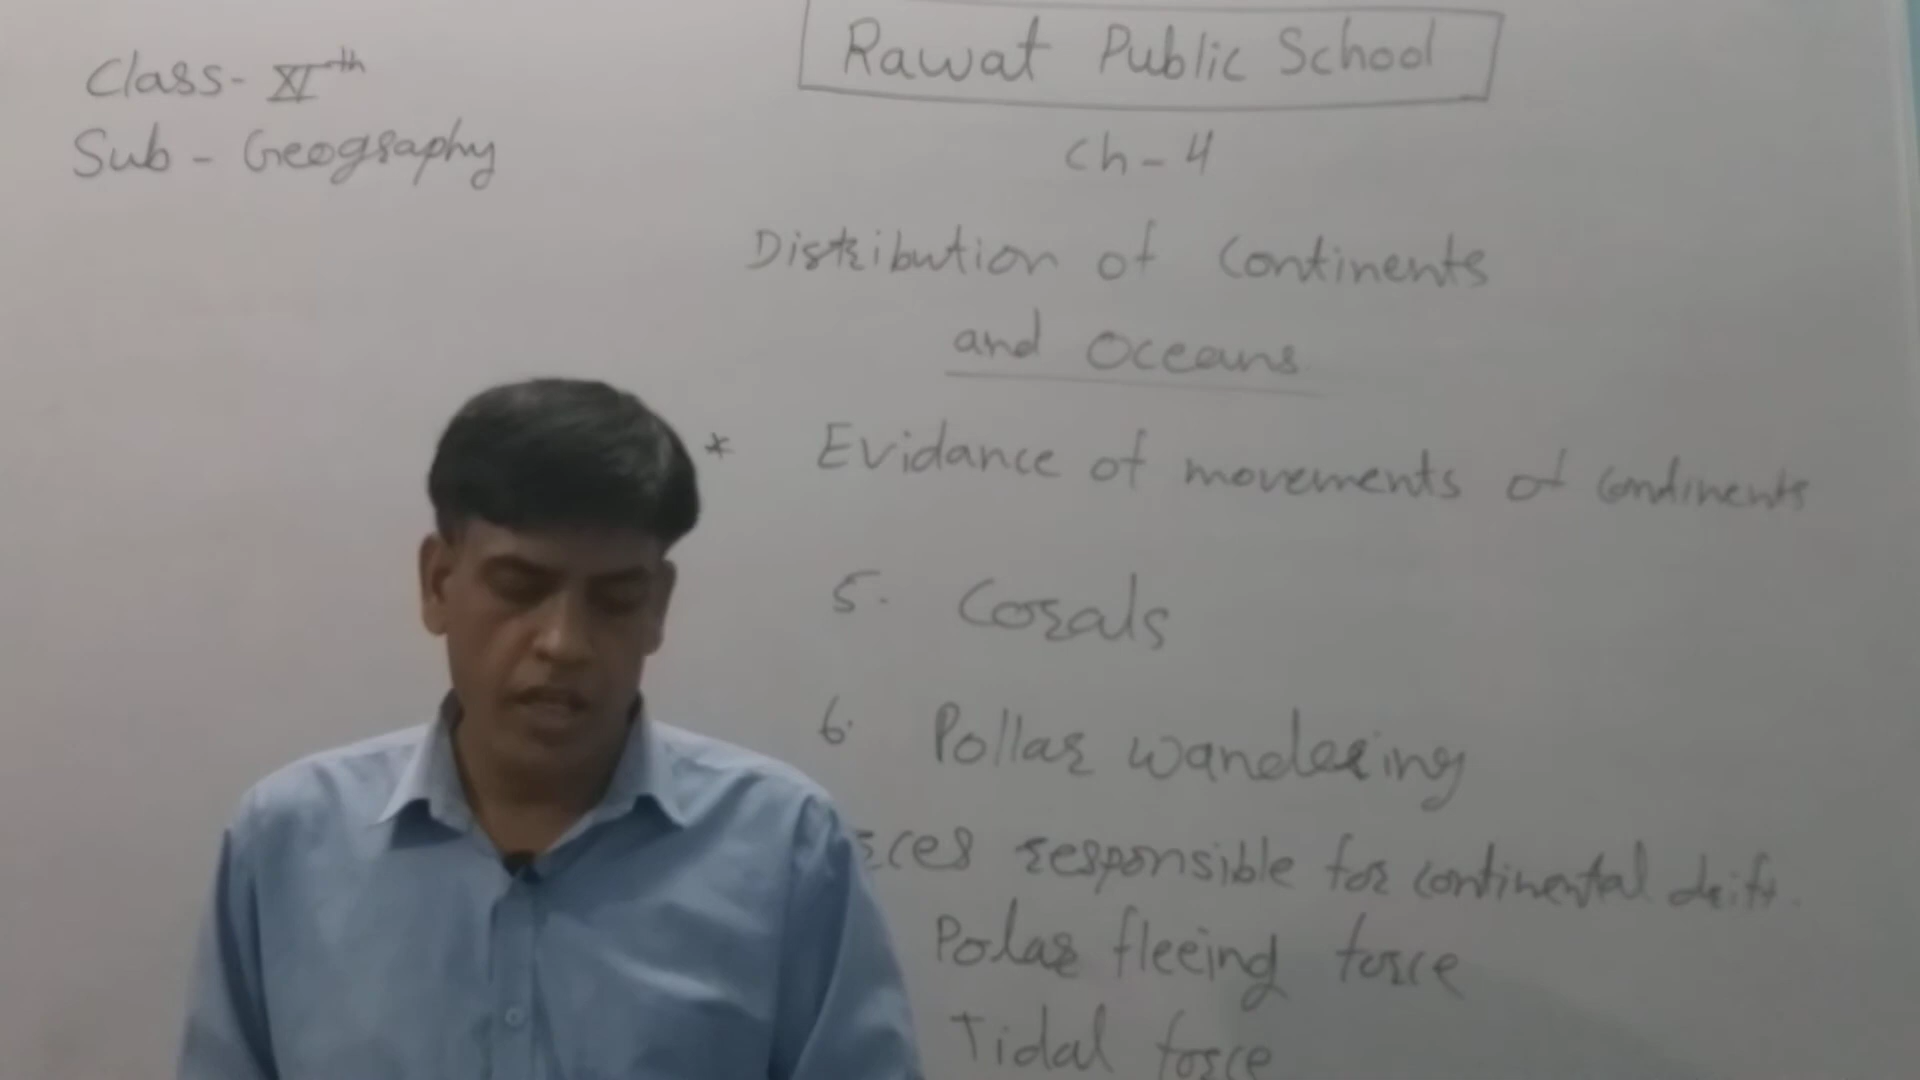 Class- XIth
Sub - Geography
Rawat Public School
Ch - 4
Distribution of Continents
and Oceans
* Evidance of movements of continents
5. Corals
6. Pollar wandering
rces responsible for continental drift.
Polar fleeing force
Tidal force